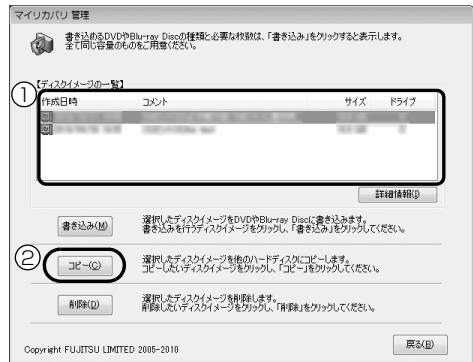 マイリカバリ 管理
書き込めるDVDやBlu-ray Discの種類と必要な枚数は、「書き込み」をクリックすると表示します。
全て同じ容量のものをご用意ください。
【ディスクイメージの一覧】
①
作成日時 コメント サイズ ドライブ
詳細情報(I)
書き込み(M)
選択したディスクイメージをDVDやBlu-ray Discに書き込みます。
書き込みを行うディスクイメージをクリックし、「書き込み」をクリックしてください。
②
コピー(C)
選択したディスクイメージを他のハードディスクにコピーします。
コピーしたいディスクイメージをクリックし、「コピー」をクリックしてください。
削除(D)
選択したディスクイメージを削除します。
削除したいディスクイメージをクリックし、「削除」をクリックしてください。
Copyright FUJITSU LIMITED 2005-2010
戻る(B)